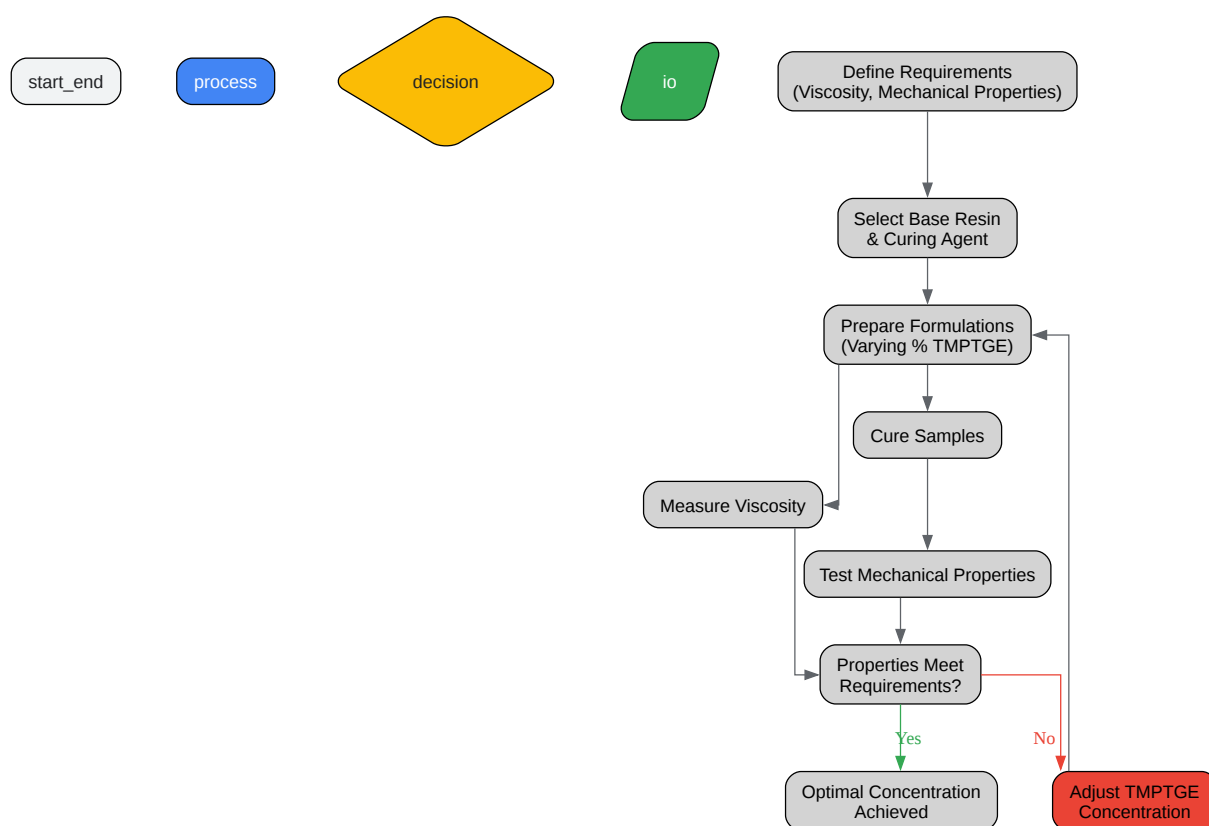 start_end
process
decision
io
Define Requirements
(Viscosity, Mechanical Properties)
Select Base Resin
& Curing Agent
Prepare Formulations
(Varying % TMPTGE)
Cure Samples
Measure Viscosity
Test Mechanical Properties
Properties Meet
Requirements?
Yes
No
Optimal Concentration
Achieved
Adjust TMPTGE
Concentration